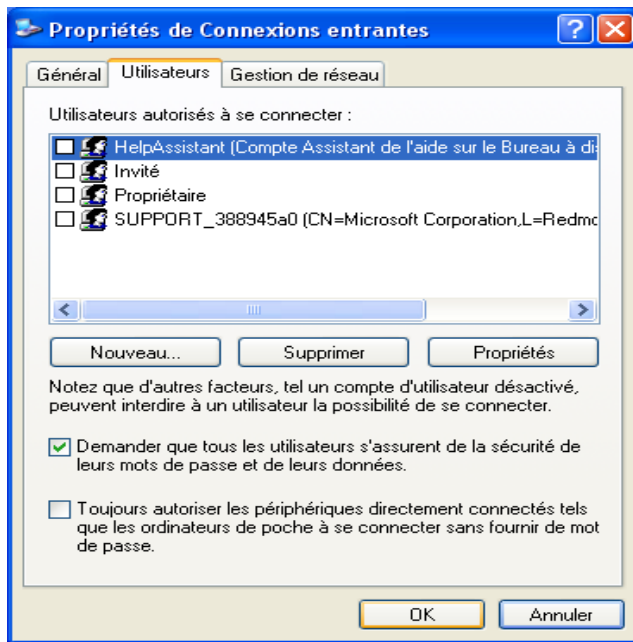 Propriétés de Connexions entrantes
Général Utilisateurs Gestion de réseau
Utilisateurs autorisés à se connecter :
HelpAssistant (Compte Assistant de l'aide sur le Bureau à di
Invité
Propriétaire
SUPPORT_388945a0 (CN=Microsoft Corporation,L=Redmo
Nouveau... Supprimer Propriétés
Notez que d'autres facteurs, tel un compte d'utilisateur désactivé,
peuvent interdire à un utilisateur la possibilité de se connecter.
Demander que tous les utilisateurs s'assurent de la sécurité de
leurs mots de passe et de leurs données.
Toujours autoriser les périphériques directement connectés tels
que les ordinateurs de poche à se connecter sans fournir de mot
de passe.
OK Annuler